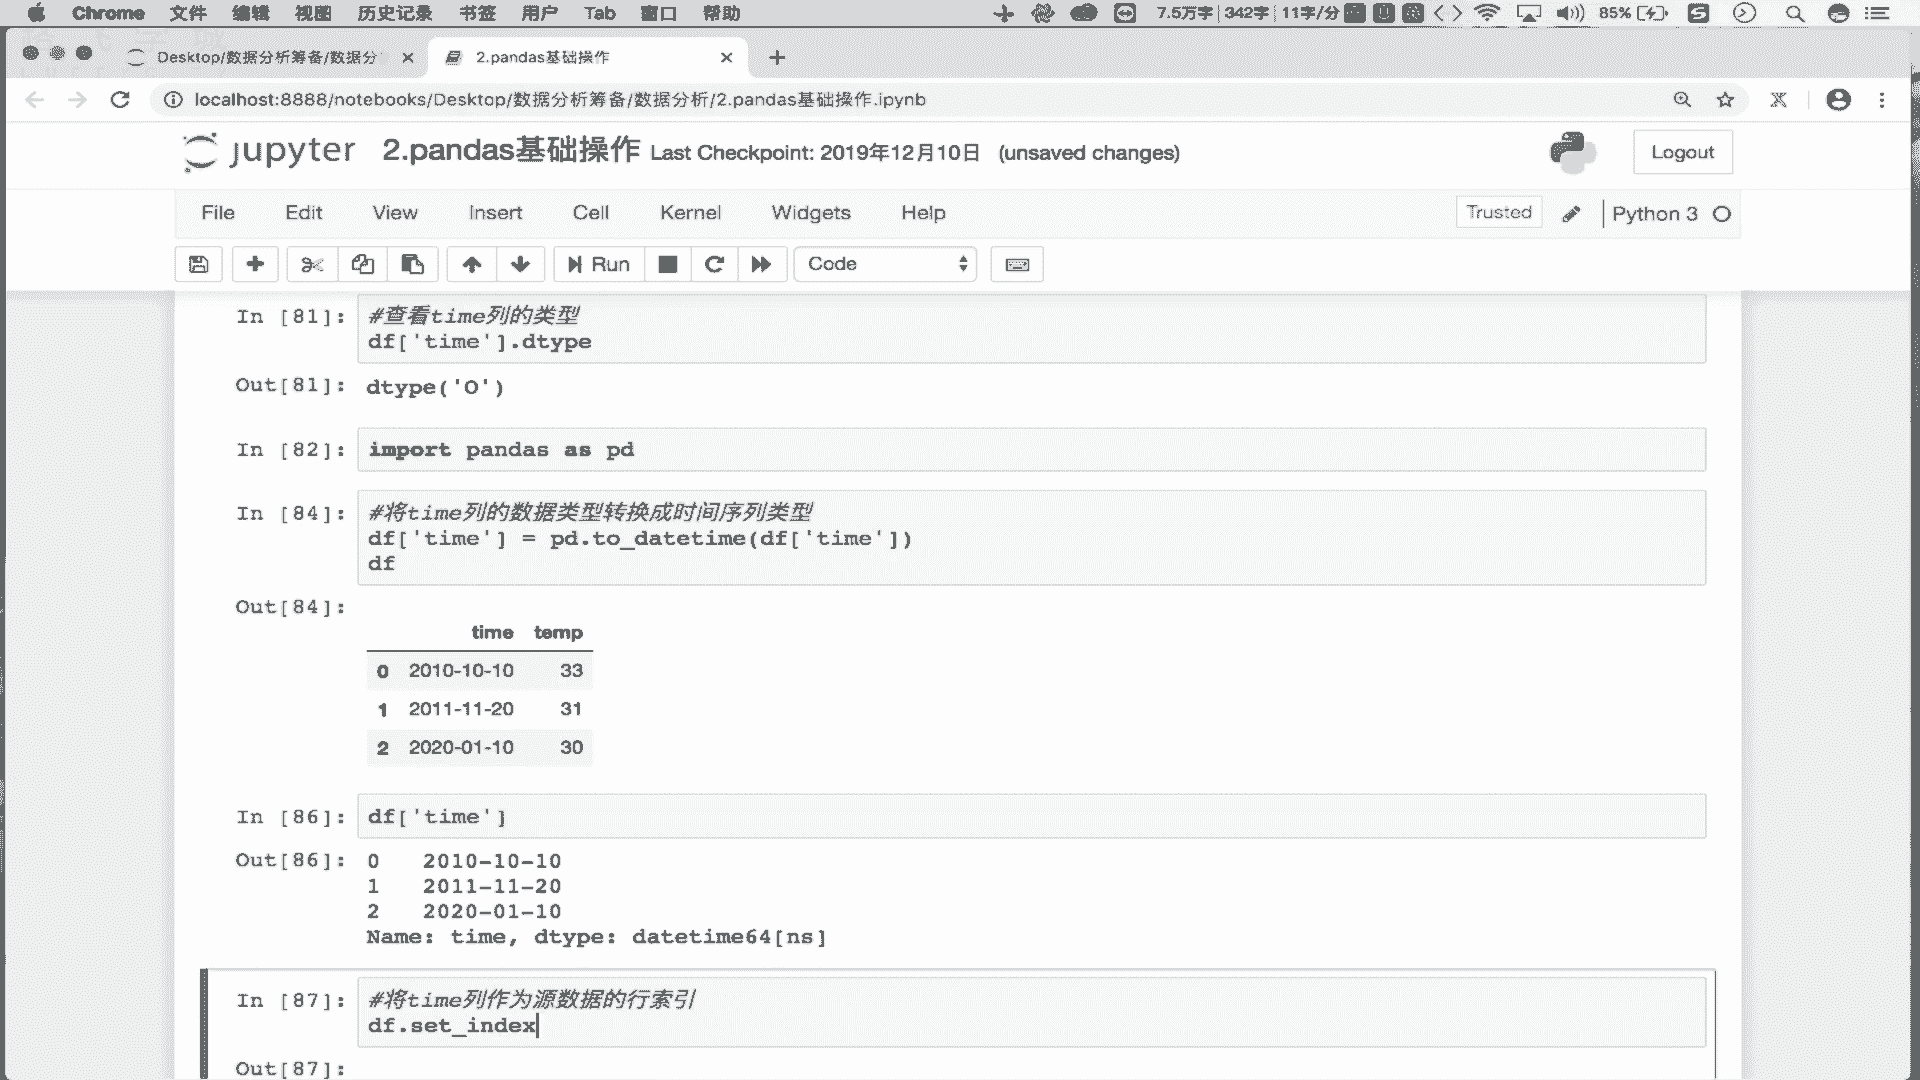 Chrome 文件 编辑 视图 历史记录 书签 用户 Tab 窗口 帮助 7.5万字 342字 11字/分 85%
Desktop/数据分析筹备/数据分
2.pandas基础操作
localhost:8888/notebooks/Desktop/数据分析筹备/数据分析/2.pandas基础操作.ipynb
jupyter 2.pandas基础操作 Last Checkpoint: 2019年12月10日 (unsaved changes)
Logout
File Edit View Insert Cell Kernel Widgets Help Trusted Python 3
Run Code
In [81]: #查看time列的类型
df['time'].dtype
Out[81]: dtype('O')
In [82]: import pandas as pd
In [84]: #将time列的数据类型转换成时间序列类型
df['time'] = pd.to_datetime(df['time'])
df
Out[84]:
time temp
0 2010-10-10 33
1 2011-11-20 31
2 2020-01-10 30
In [86]: df['time']
Out[86]: 0 2010-10-10
1 2011-11-20
2 2020-01-10
Name: time, dtype: datetime64[ns]
In [87]: #将time列作为源数据的行索引
df.set_index
Out[87]: